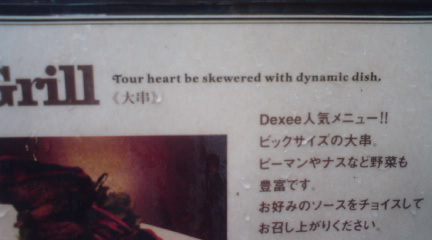 Grill
Your heart be skewered with dynamic dish.
《大串》
Dexee人気メニュー!!
ビックサイズの大串。
ピーマンやナスなど野菜も
豊富です。
お好みのソースをチョイスして
お召し上がりください。